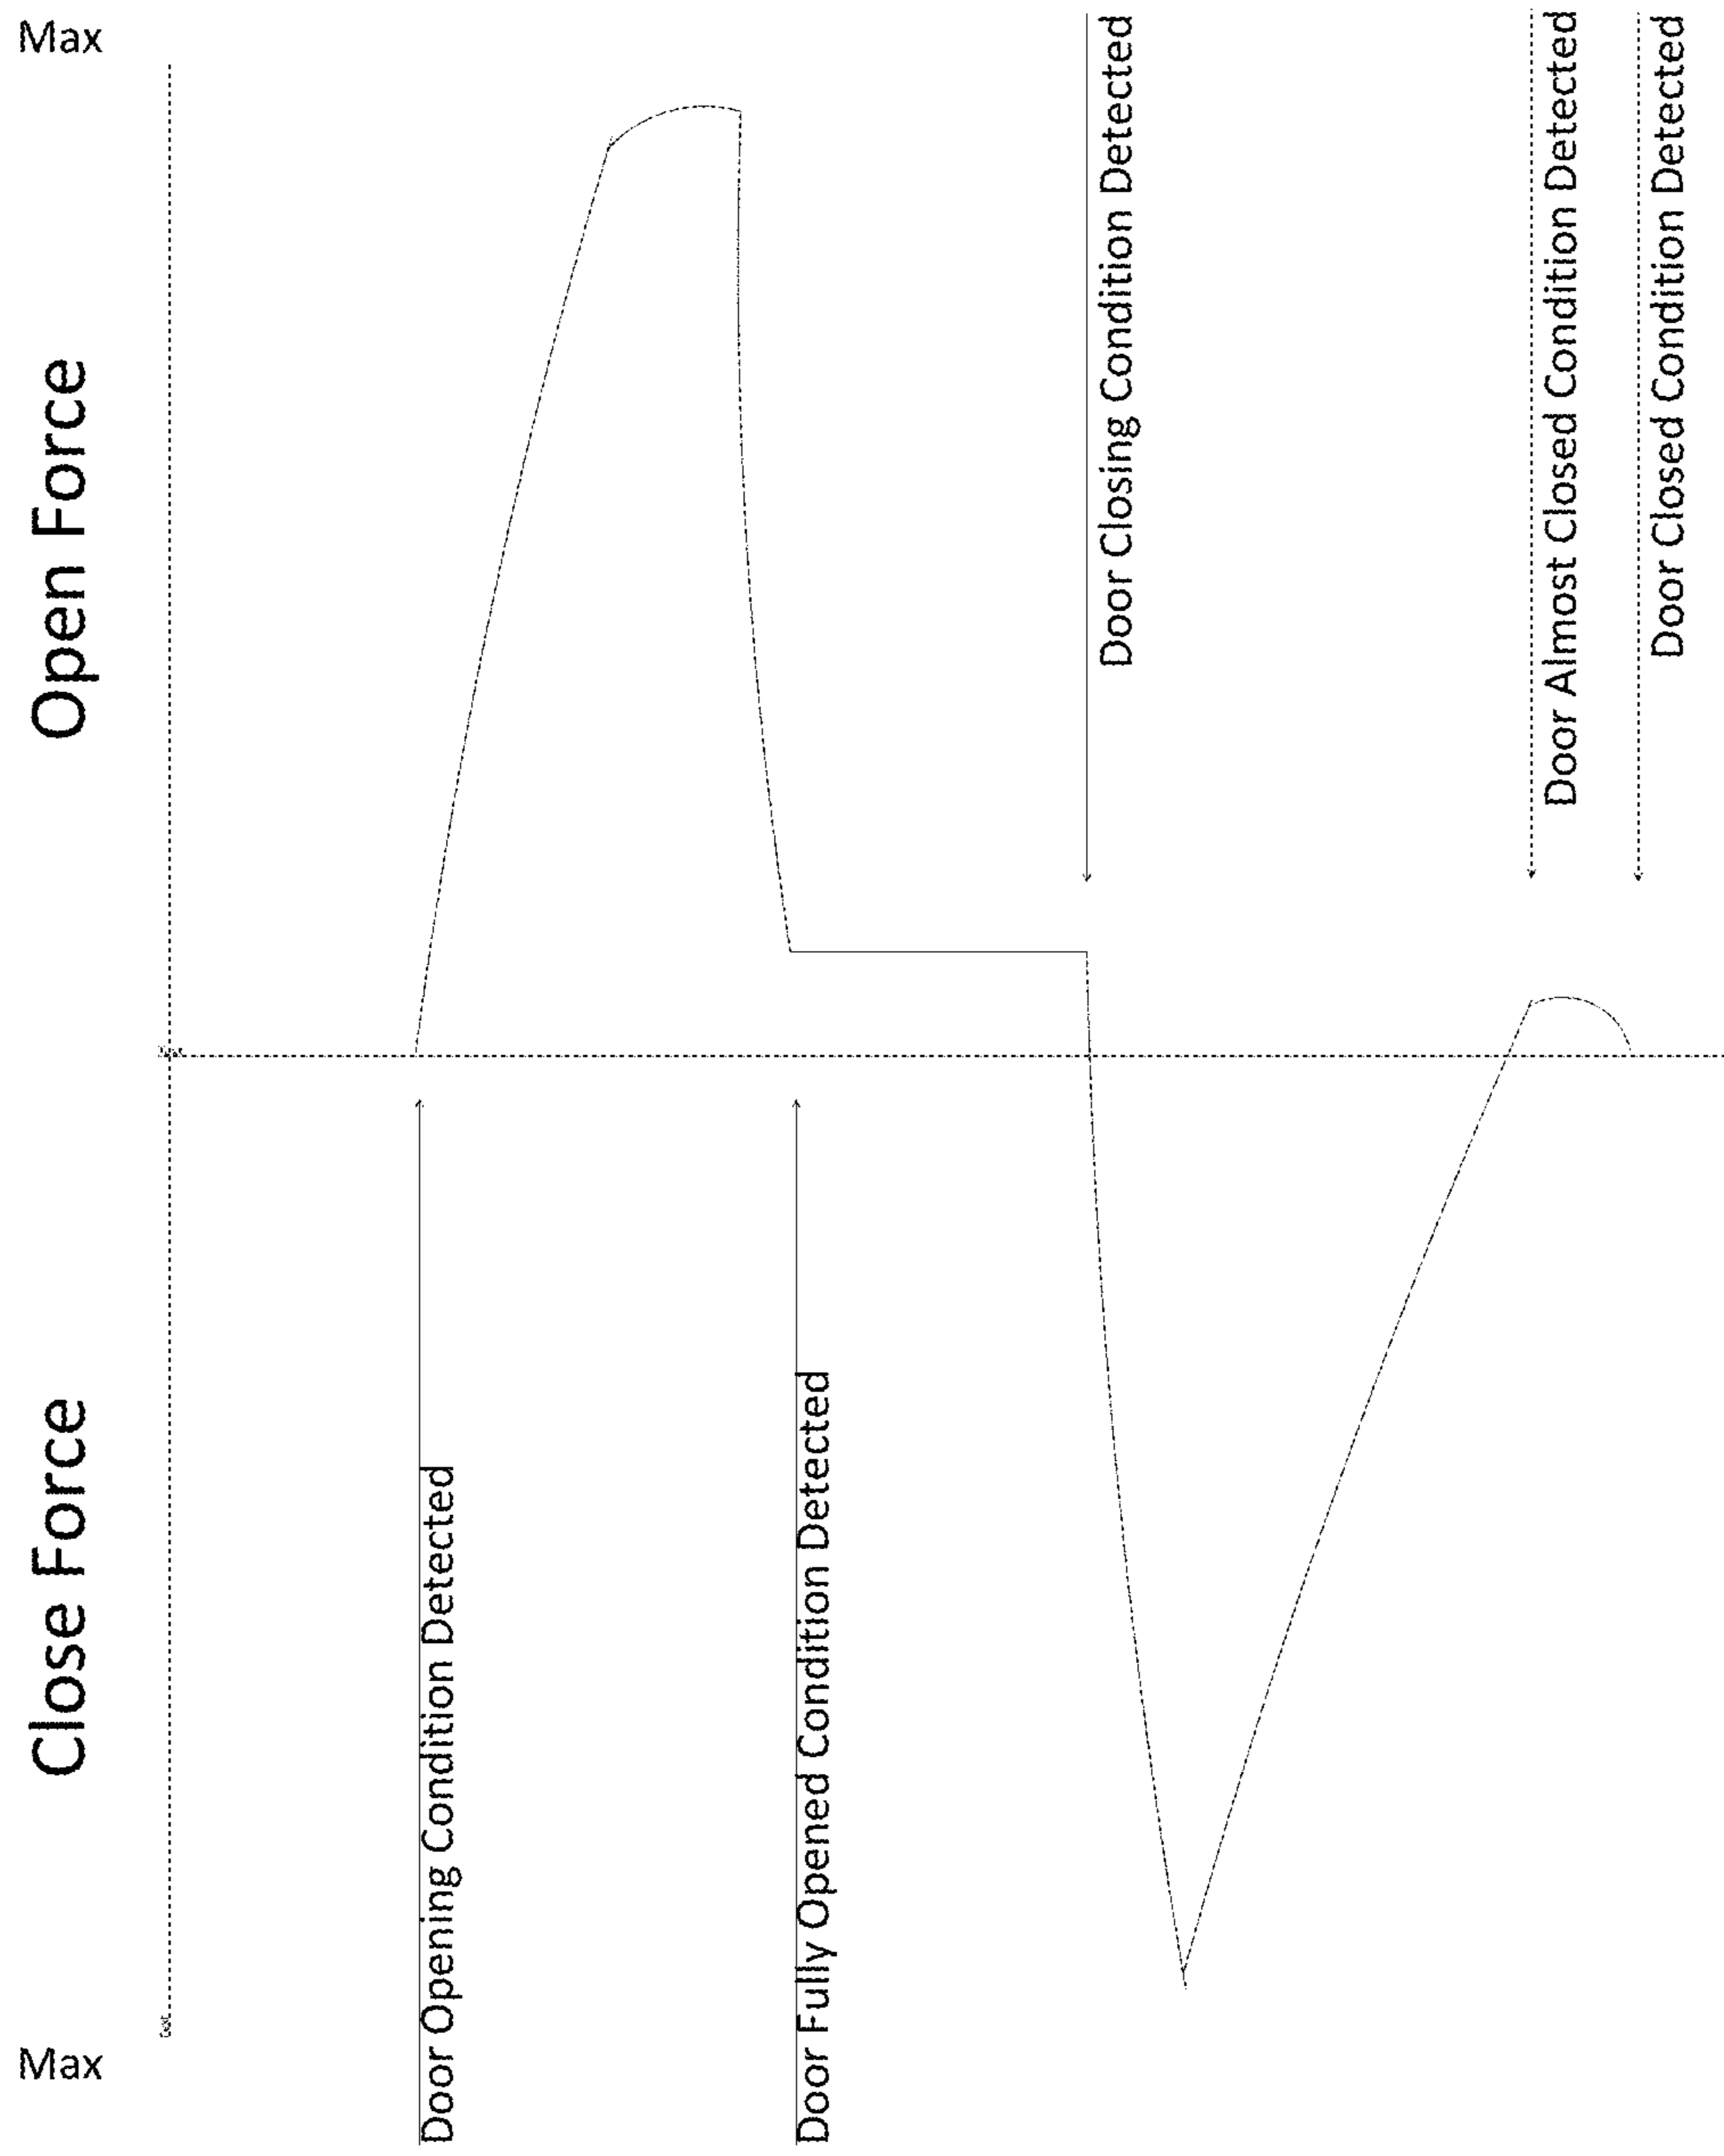 Max
Open Force
Close Force
Max
Door Opening Condition Detected
Door Fully Opened Condition Detected
Door Closing Condition Detected
Door Almost Closed Condition Detected
Door Closed Condition Detected